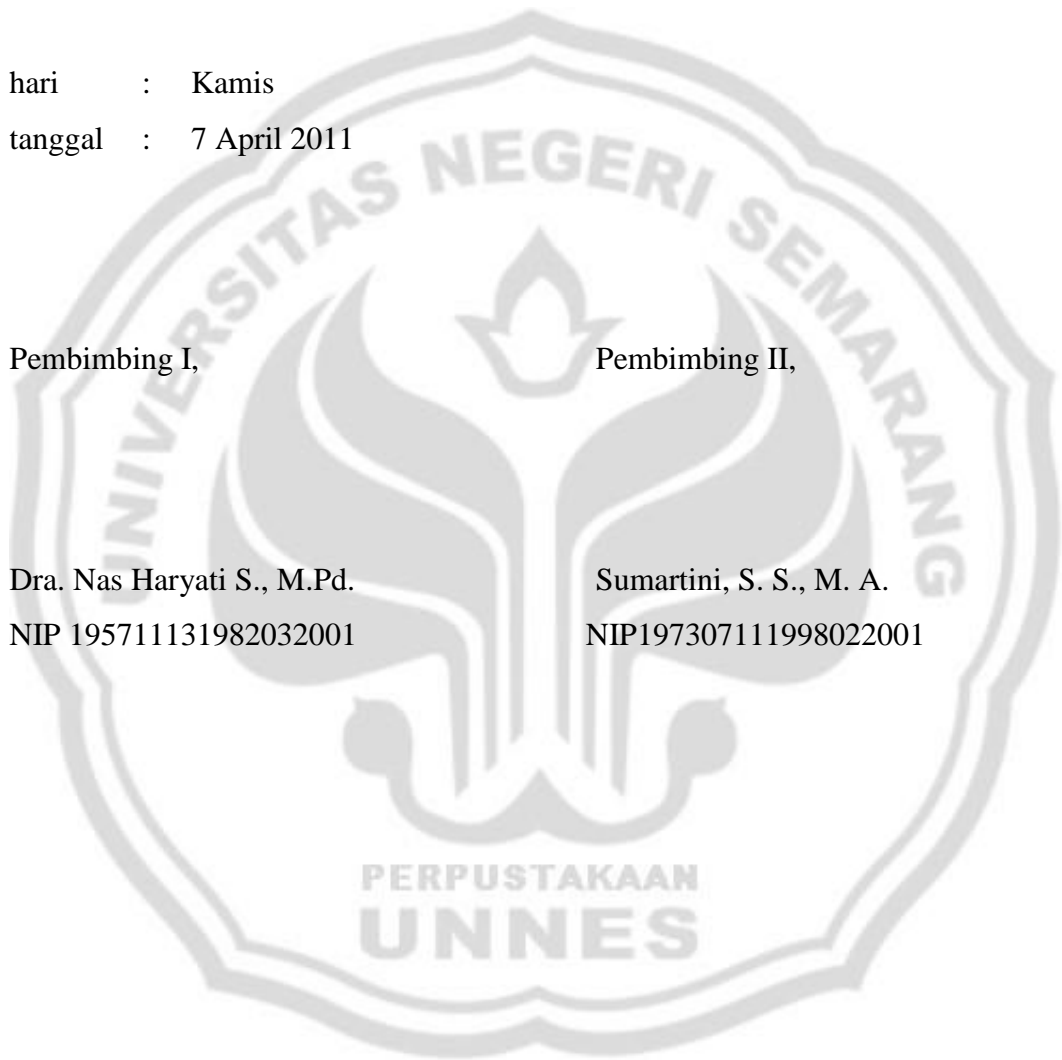 hari : Kamis
tanggal : 7 April 2011
UNIVERSITAS NEGERI SEMARANG
Pembimbing I, Pembimbing II,
Dra. Nas Haryati S., M.Pd. Sumartini, S. S., M. A.
NIP 195711131982032001 NIP197307111998022001
PERPUSTAKAAN
UNNES